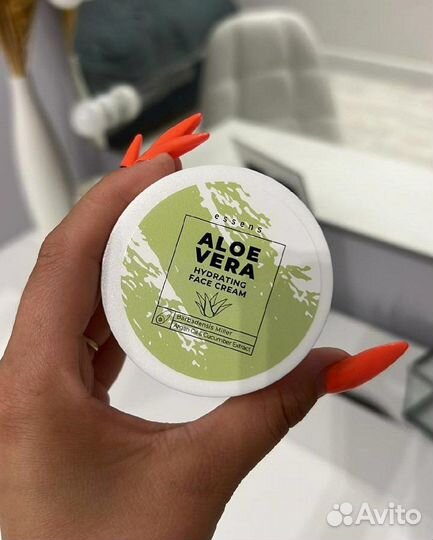 essens
ALOE
VERA
HYDRATING
FACE CREAM
Barbadensis Miller
Argan Oil & Cucumber Extract
Avito